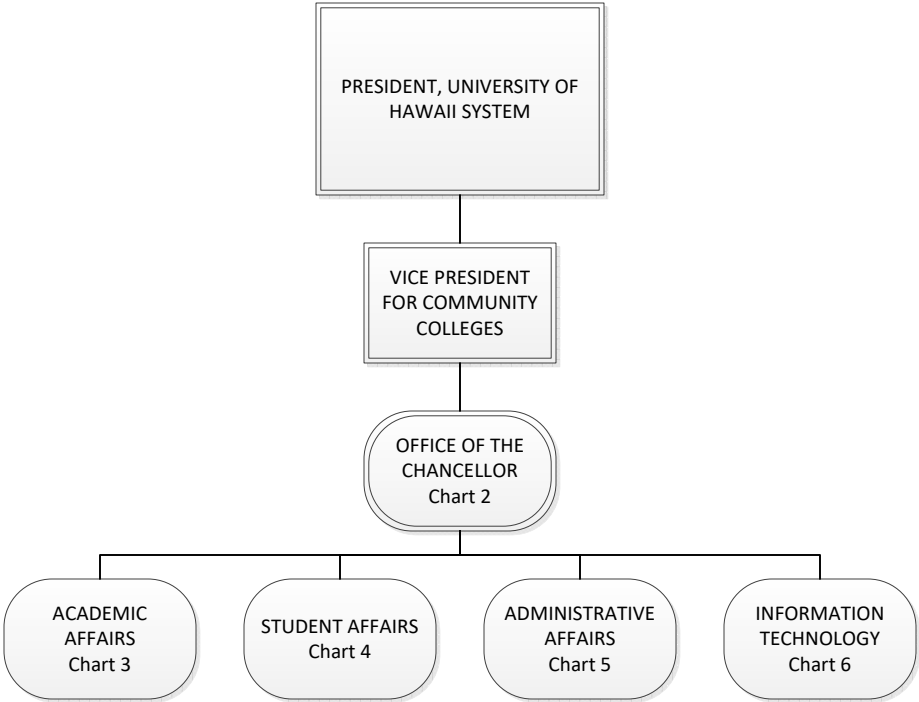 PRESIDENT, UNIVERSITY OF
HAWAII SYSTEM
VICE PRESIDENT
FOR COMMUNITY
COLLEGES
OFFICE OF THE
CHANCELLOR
Chart 2
ACADEMIC
AFFAIRS
Chart 3
STUDENT AFFAIRS
Chart 4
ADMINISTRATIVE
AFFAIRS
Chart 5
INFORMATION
TECHNOLOGY
Chart 6